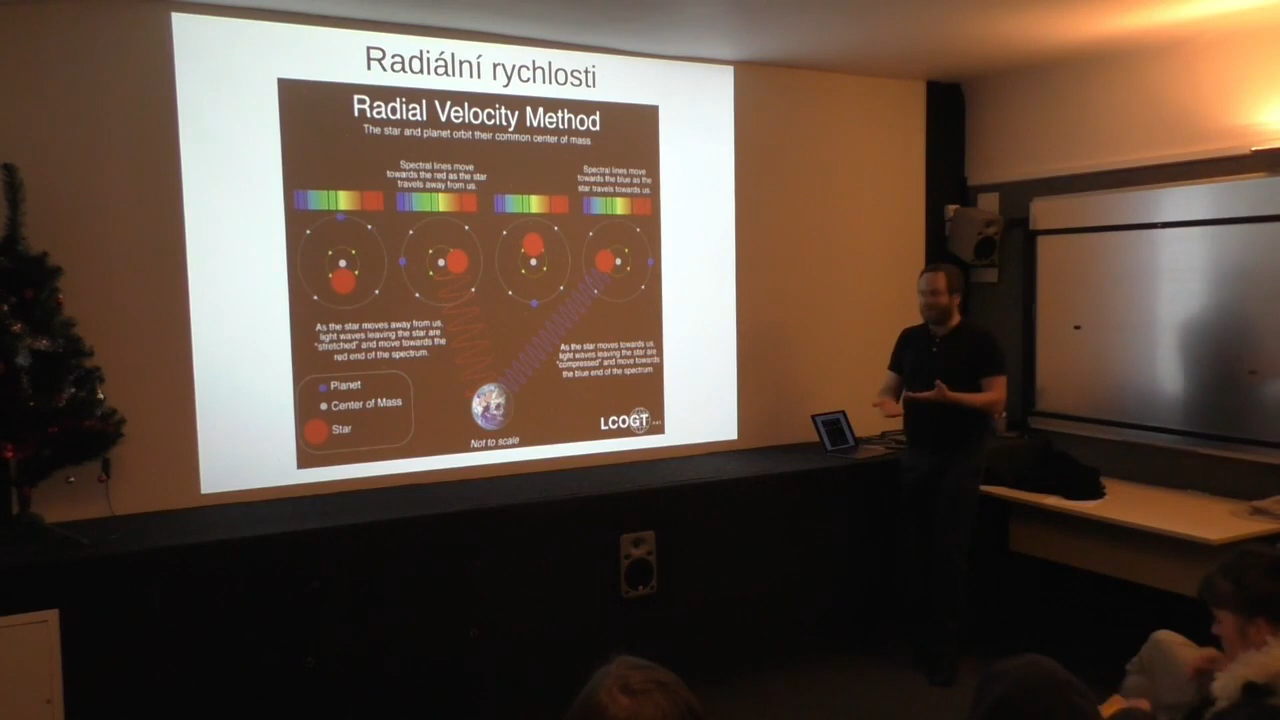 Radiální rychlosti
Radial Velocity Method
The star and planet orbit their common center of mass
Spectral lines move
towards the red as the star
travels away from us.
Spectral lines move
towards the blue as the
star travels towards us.
As the star moves away from us,
light waves leaving the star are
"stretched" and move towards the
red end of the spectrum.
As the star moves towards us,
light waves leaving the star are
"compressed" and move towards
the blue end of the spectrum.
Planet
Center of Mass
Star
Not to scale
LCOGT